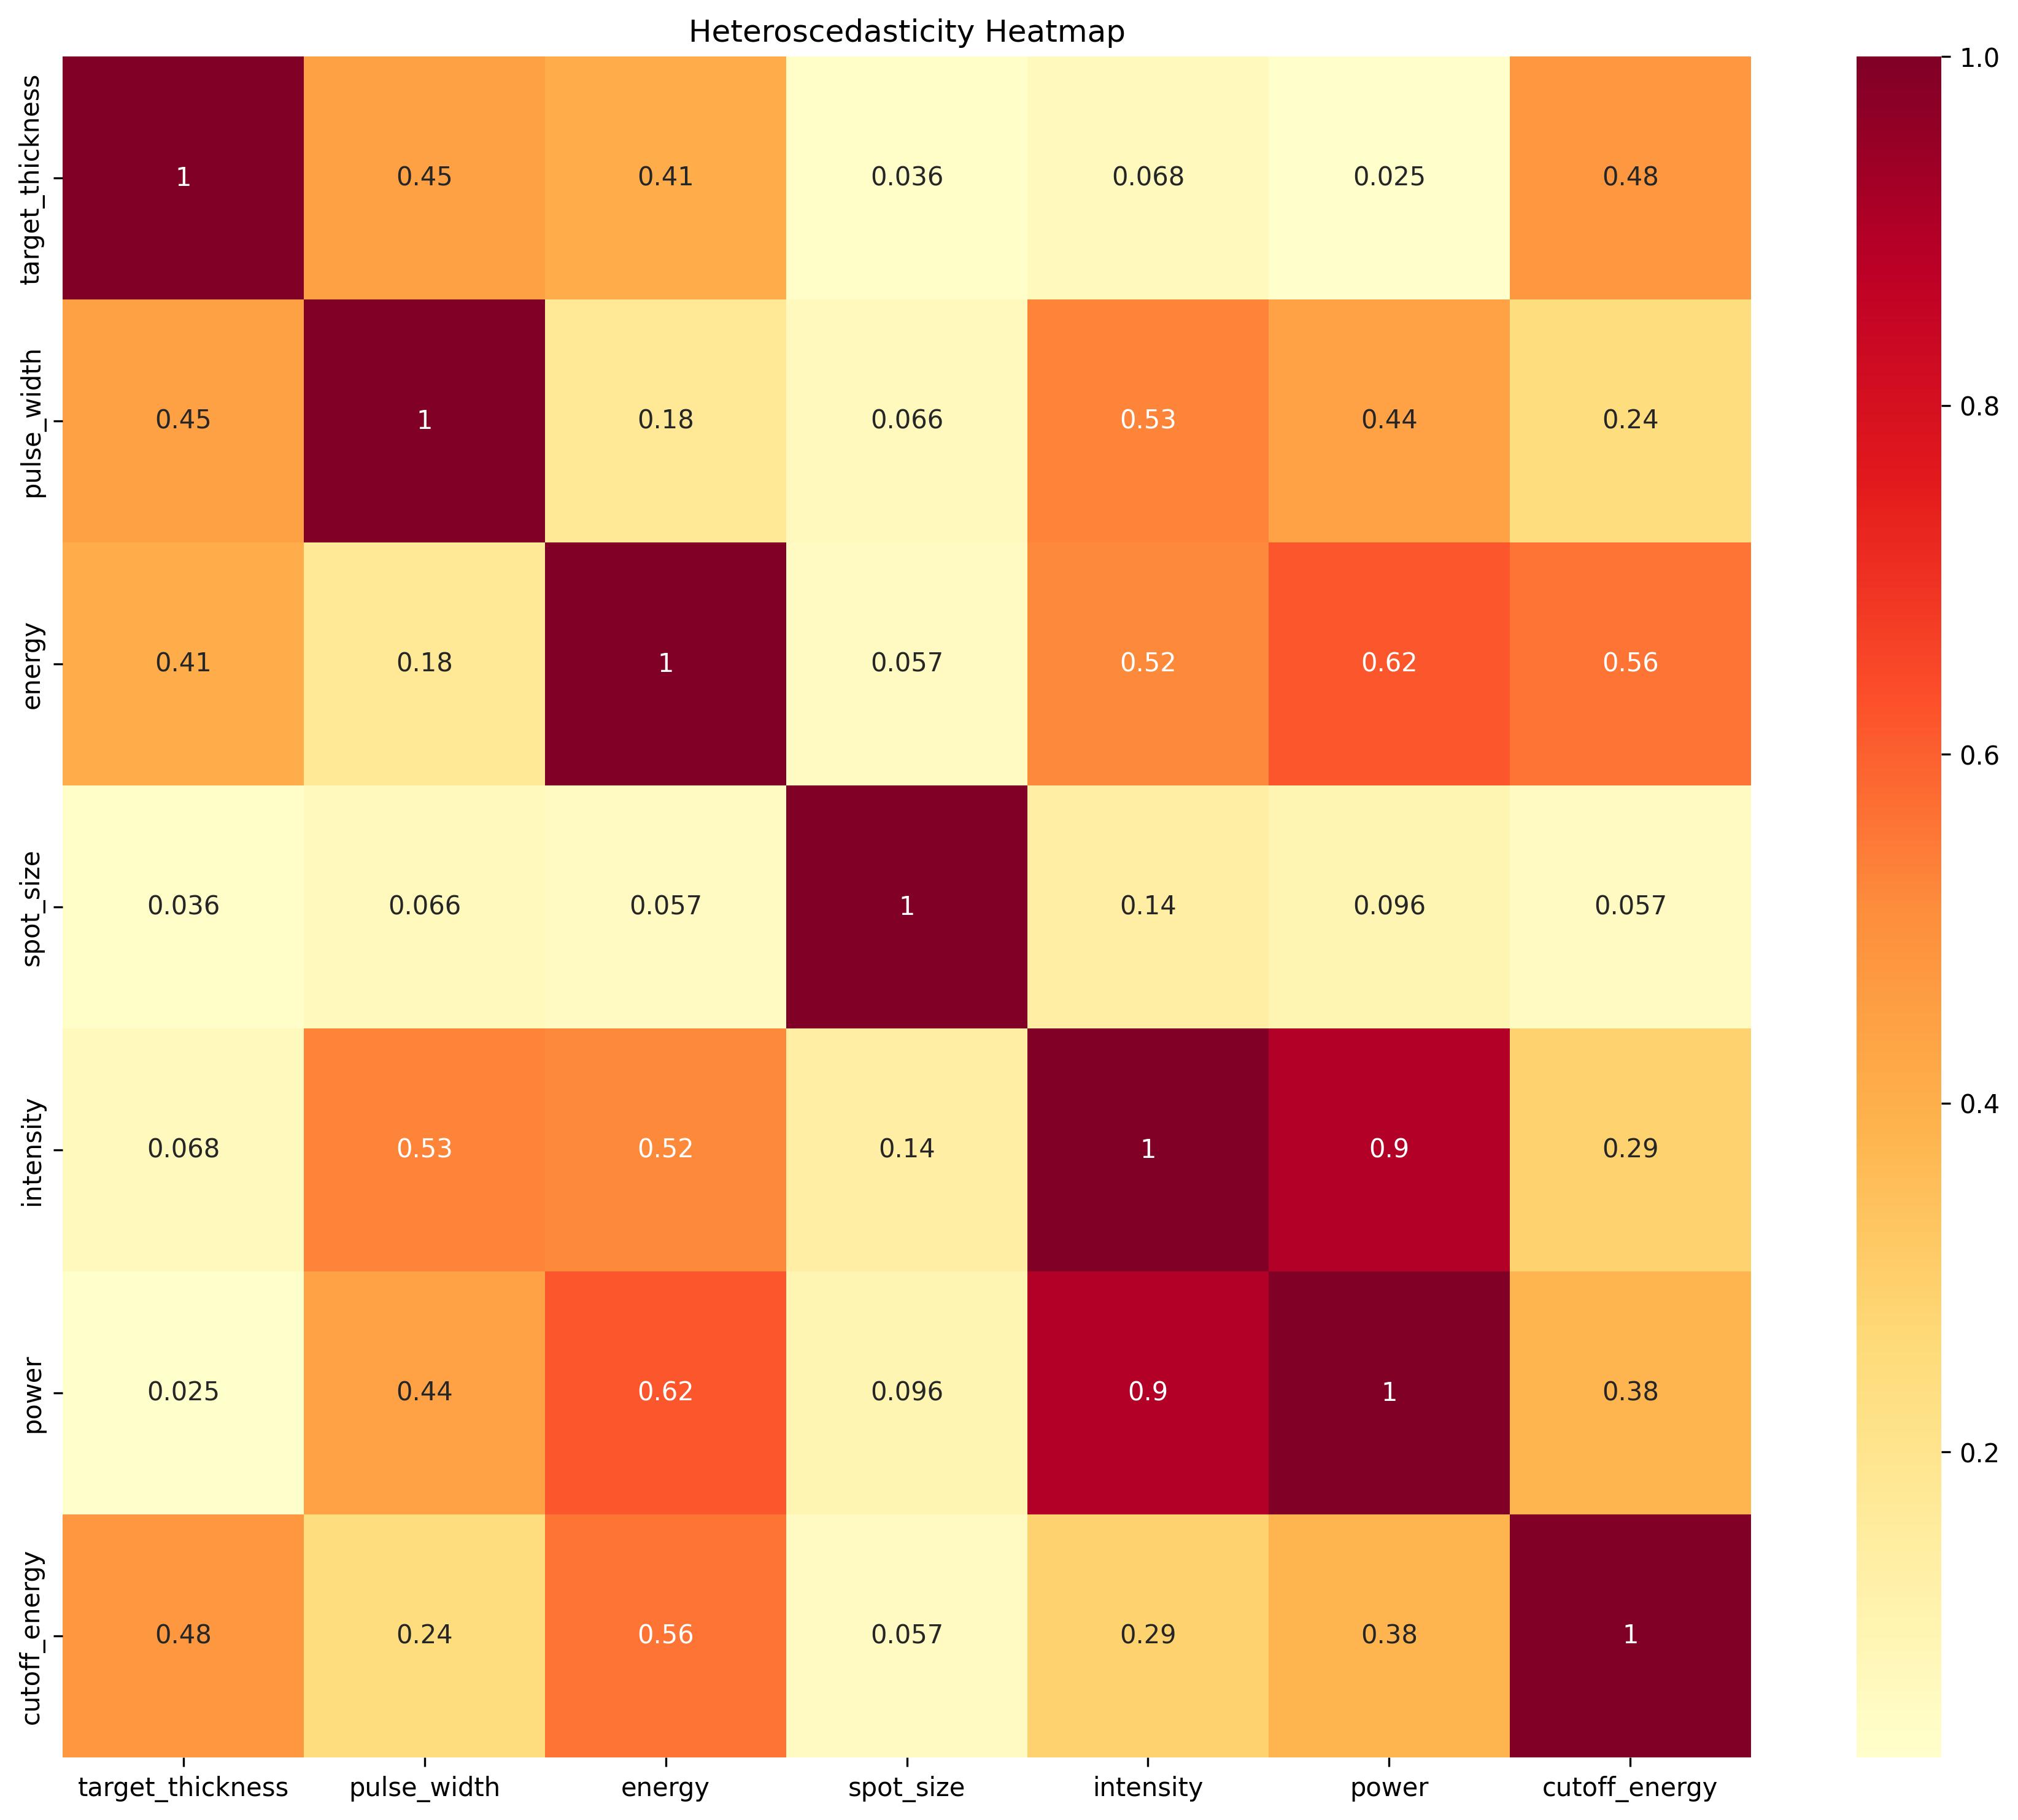 Heteroscedasticity Heatmap
target_thickness 1 0.45 0.41 0.036 0.068 0.025 0.48
pulse_width 0.45 1 0.18 0.066 0.53 0.44 0.24
energy 0.41 0.18 1 0.057 0.52 0.62 0.56
spot_size 0.036 0.066 0.057 1 0.14 0.096 0.057
intensity 0.068 0.53 0.52 0.14 1 0.9 0.29
power 0.025 0.44 0.62 0.096 0.9 1 0.38
cutoff_energy 0.48 0.24 0.56 0.057 0.29 0.38 1
target_thickness pulse_width energy spot_size intensity power cutoff_energy
1.0
0.8
0.6
0.4
0.2